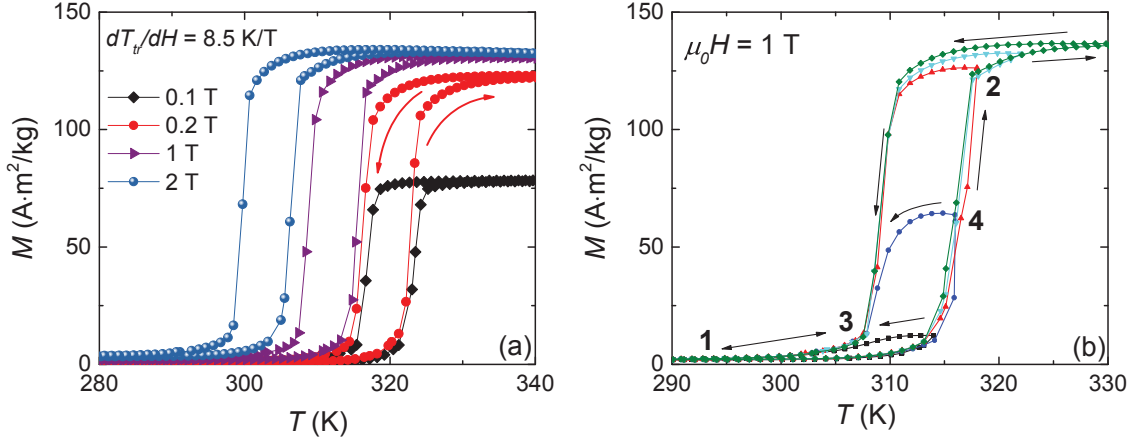 dT_tr/dH = 8.5 K/T
0.1 T
0.2 T
1 T
2 T
150
100
50
0
M (A·m²/kg)
(a)
280 300 320 340
T (K)
μ₀H = 1 T
150
100
50
0
M (A·m²/kg)
1
2
3
4
(b)
290 300 310 320 330
T (K)